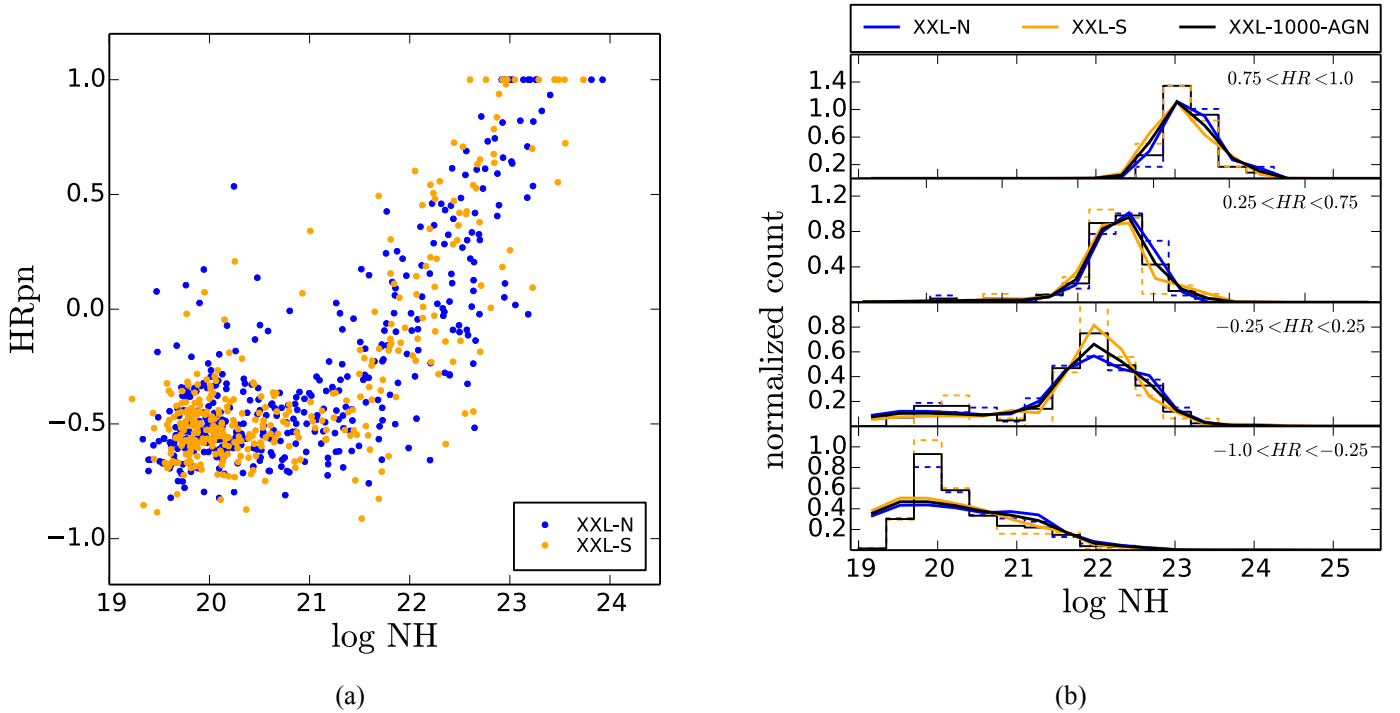 HRpn
1.0
0.5
0.0
−0.5
−1.0
XXL-N
XXL-S
19 20 21 22 23 24
log NH
(a)
XXL-N XXL-S XXL-1000-AGN
normalized count
1.4
1.0
0.6
0.2
0.75 < HR < 1.0
1.2
0.8
0.4
0.25 < HR < 0.75
0.8
0.6
0.4
0.2
−0.25 < HR < 0.25
1.0
0.8
0.6
0.4
0.2
−1.0 < HR < −0.25
19 20 21 22 23 24 25
log NH
(b)